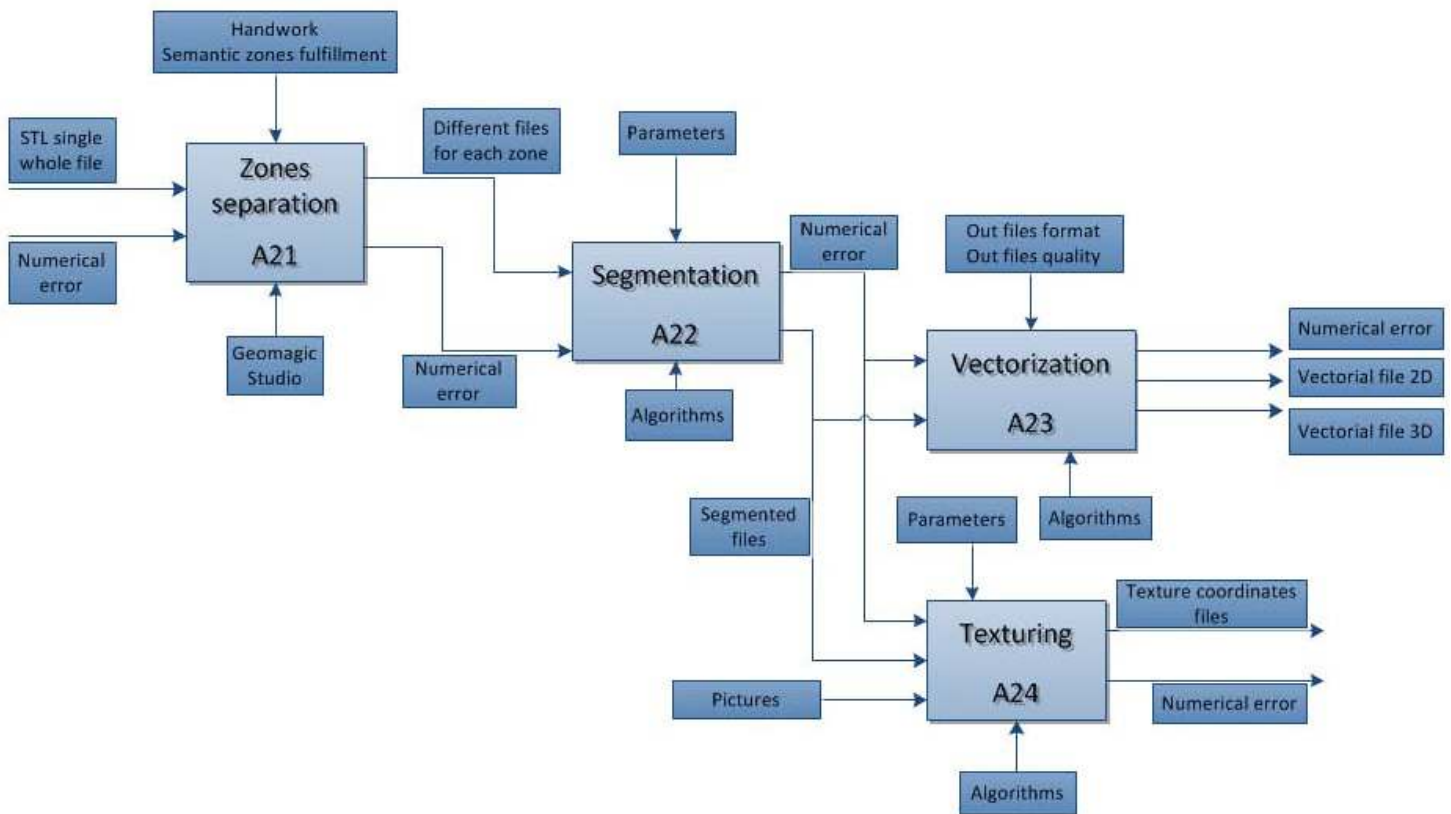 Handwork
Semantic zones fulfillment
STL single
whole file
Numerical
error
Zones
separation
A21
Geomagic
Studio
Different files
for each zone
Numerical
error
Parameters
Segmentation
A22
Algorithms
Numerical
error
Segmented
files
Out files format
Out files quality
Vectorization
A23
Algorithms
Numerical error
Vectorial file 2D
Vectorial file 3D
Parameters
Pictures
Texturing
A24
Algorithms
Texture coordinates
files
Numerical error